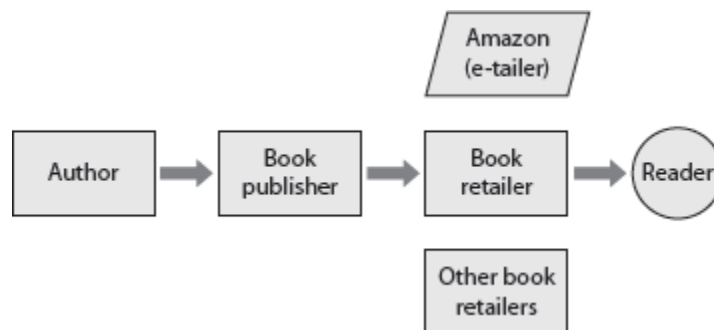 Amazon
(e-tailer)
Author
Book
publisher
Book
retailer
Reader
Other book
retailers